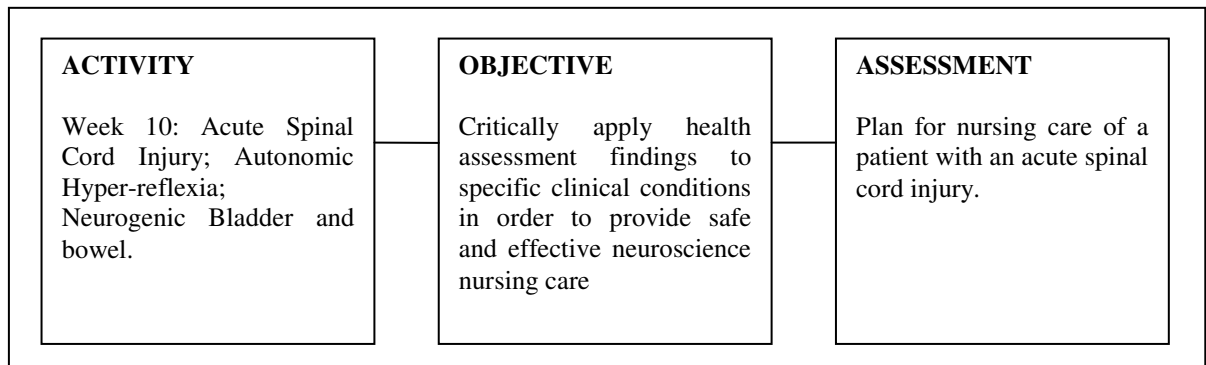 ACTIVITY
Week 10: Acute Spinal
Cord Injury; Autonomic
Hyper-reflexia;
Neurogenic Bladder and
bowel.
OBJECTIVE
Critically apply health
assessment findings to
specific clinical conditions
in order to provide safe
and effective neuroscience
nursing care
ASSESSMENT
Plan for nursing care of a
patient with an acute spinal
cord injury.